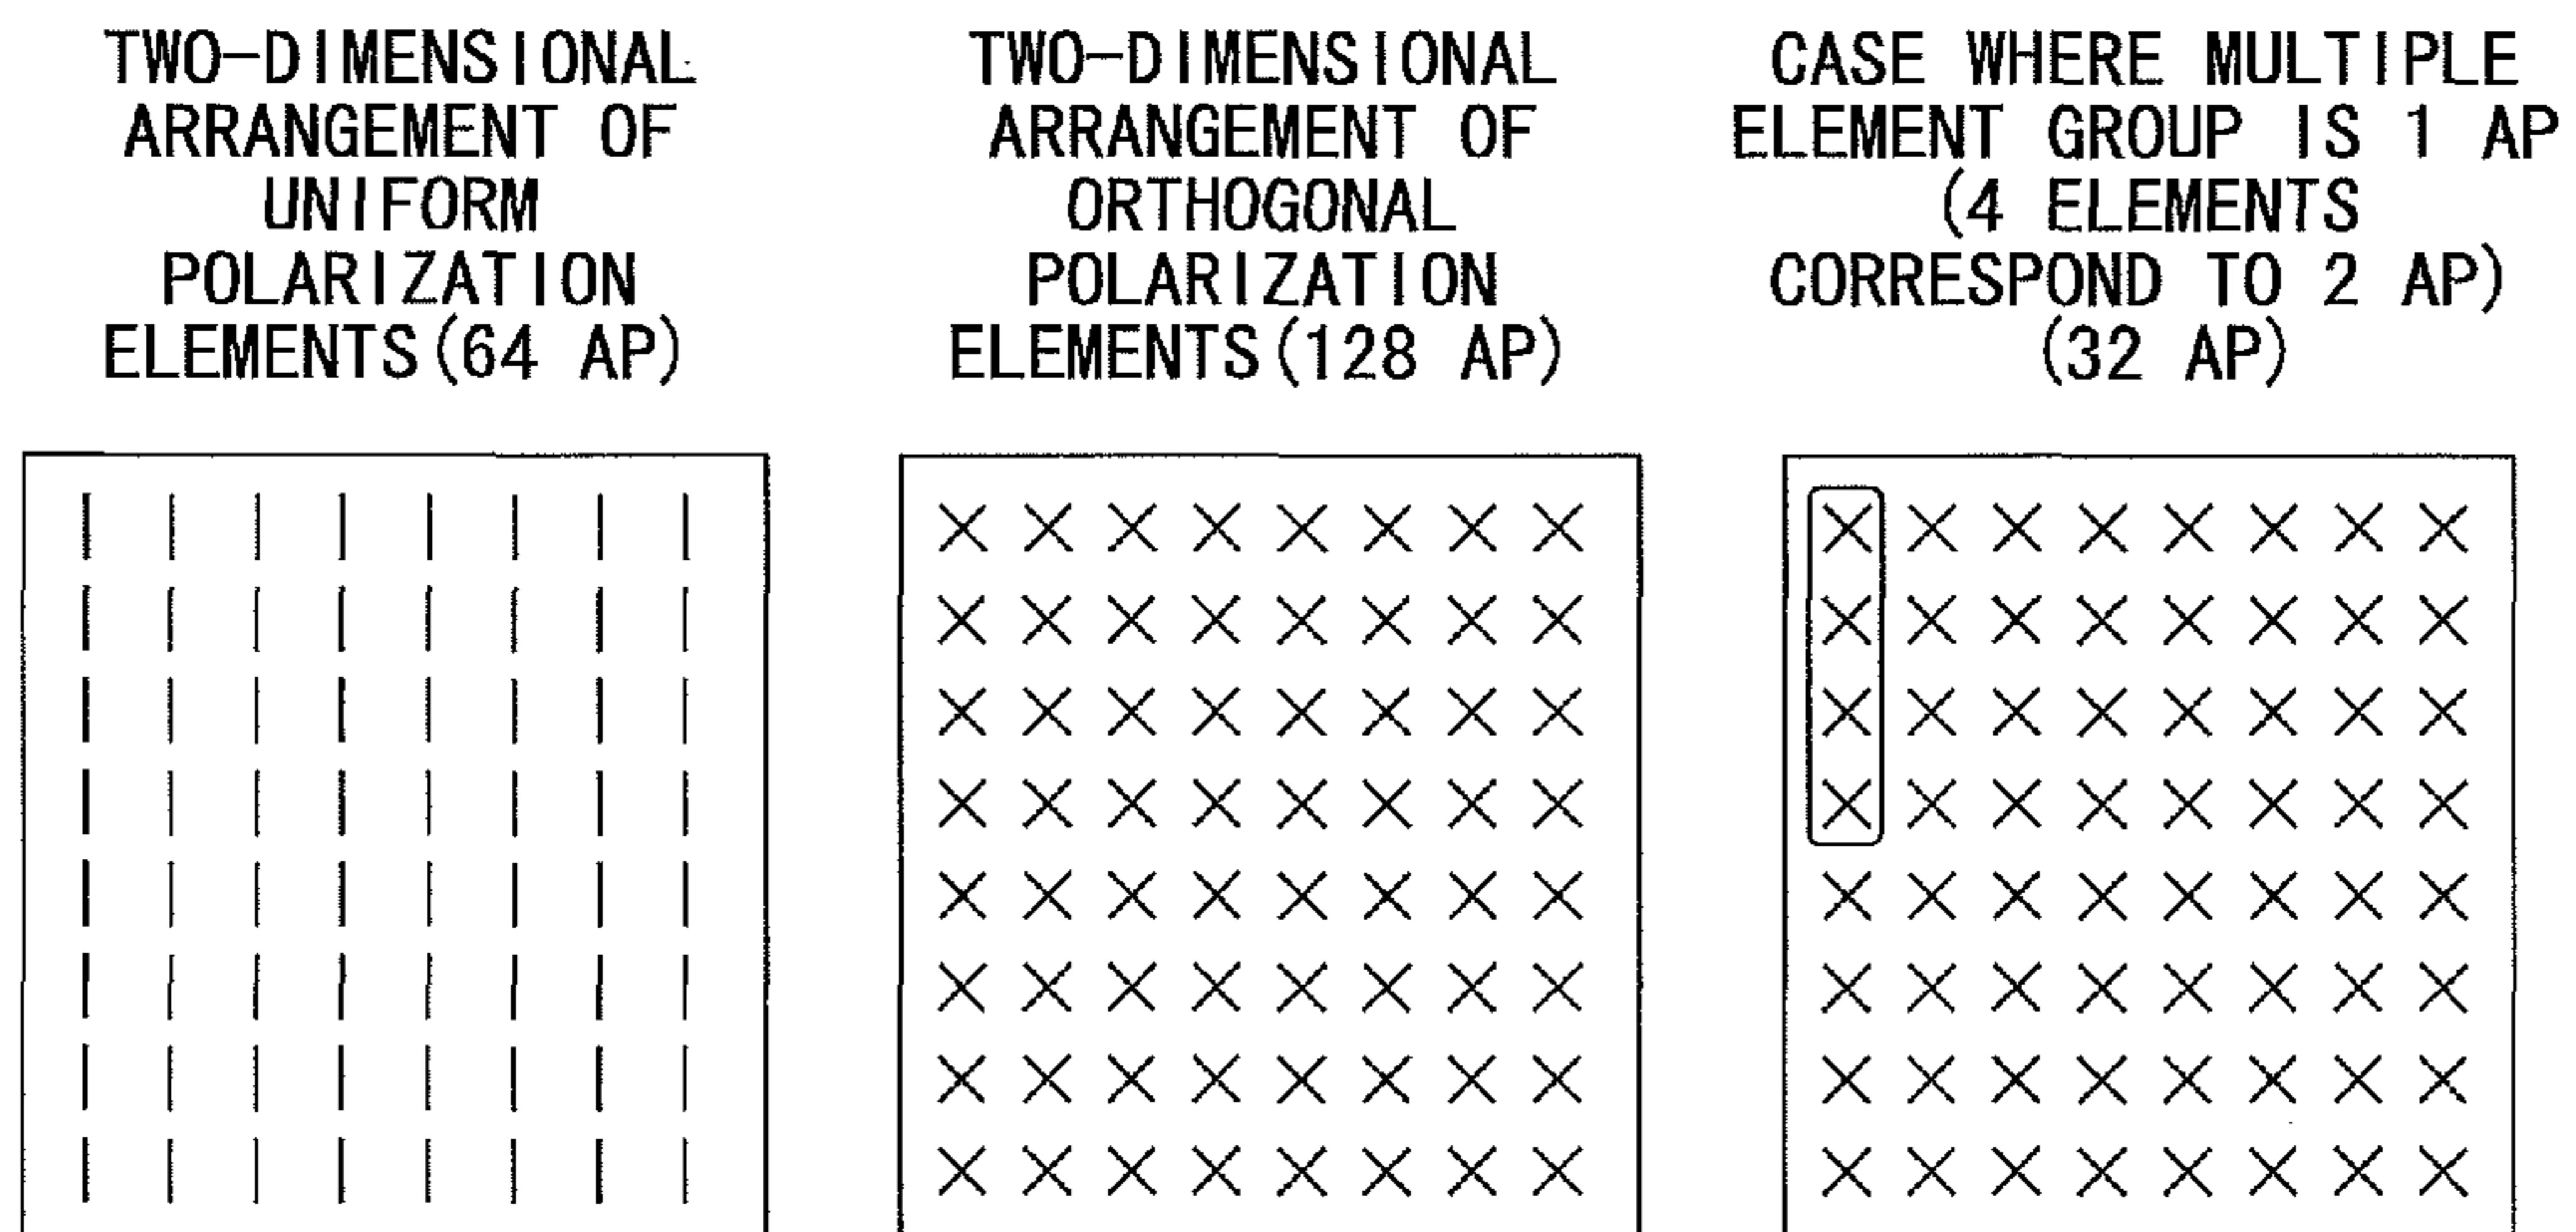 TWO-DIMENSIONAL
ARRANGEMENT OF
UNIFORM
POLARIZATION
ELEMENTS(64 AP)
TWO-DIMENSIONAL
ARRANGEMENT OF
ORTHOGONAL
POLARIZATION
ELEMENTS(128 AP)
CASE WHERE MULTIPLE
ELEMENT GROUP IS 1 AP
(4 ELEMENTS
CORRESPOND TO 2 AP)
(32 AP)